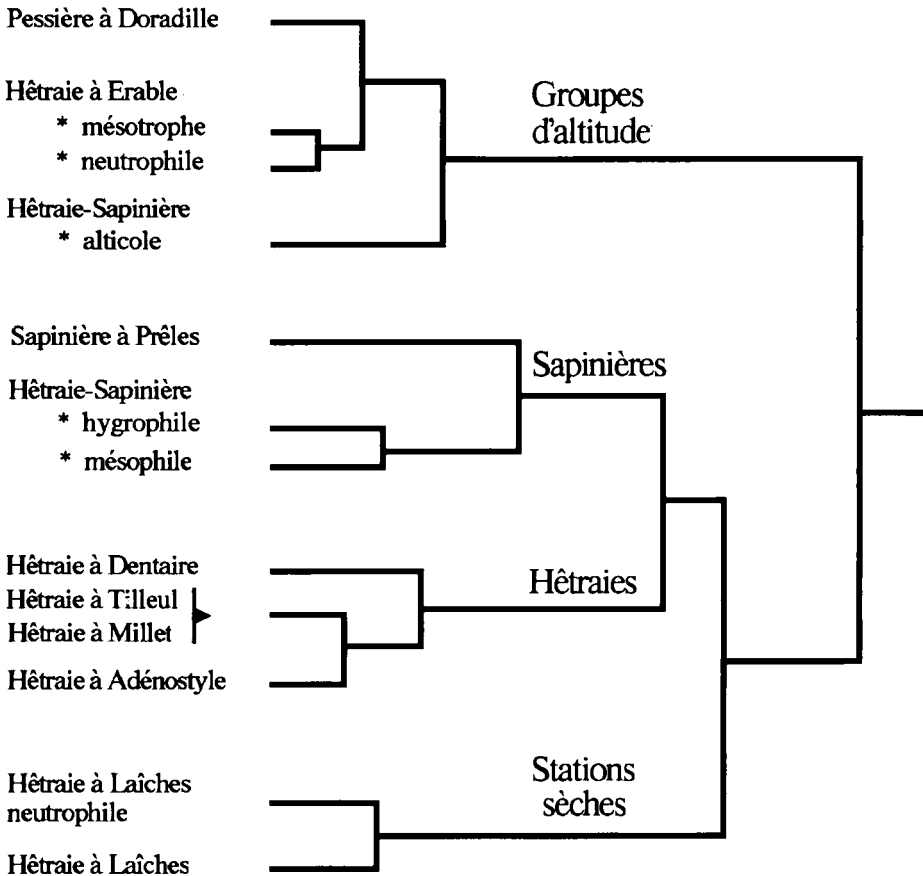 Pessière à Doradille
Hêtraie à Erable
* mésotrophe
* neutrophile
Hêtraie-Sapinière
* alticole
Groupes
d'altitude
Sapinière à Prêles
Hêtraie-Sapinière
* hygrophile
* mésophile
Sapinières
Hêtraie à Dentaire
Hêtraie à Tilleul
Hêtraie à Millet
Hêtraie à Adénostyle
Hêtraies
Hêtraie à Laîches
neutrophile
Hêtraie à Laîches
Stations
sèches